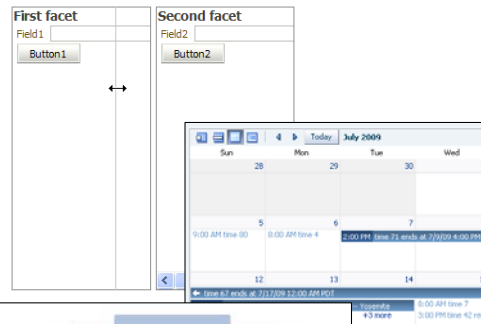 First facet
Second facet
Field1
Field2
Button1
Button2
Today July 2009
Sun Mon Tue Wed
28 29 30
5 6 7
9:00 AM time 80 8:00 AM time 4 2:00 PM time 71 ends at 7/9/09 4:00 PM
12 13 14
time 67 ends at 7/17/09 12:00 AM PDT
Yosemite 8:00 AM time 7
+3 more 3:00 PM time 42